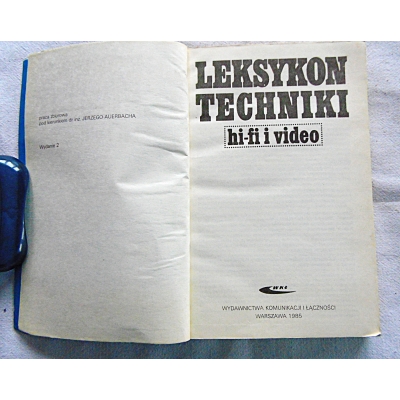 praca zbiorowa
pod kierunkiem dr inż. JERZEGO AUERBACHA
Wydanie 2
LEKSYKON
TECHNIKI
hi-fi i video
WKŁ
WYDAWNICTWA KOMUNIKACJI I ŁĄCZNOŚCI
WARSZAWA 1985